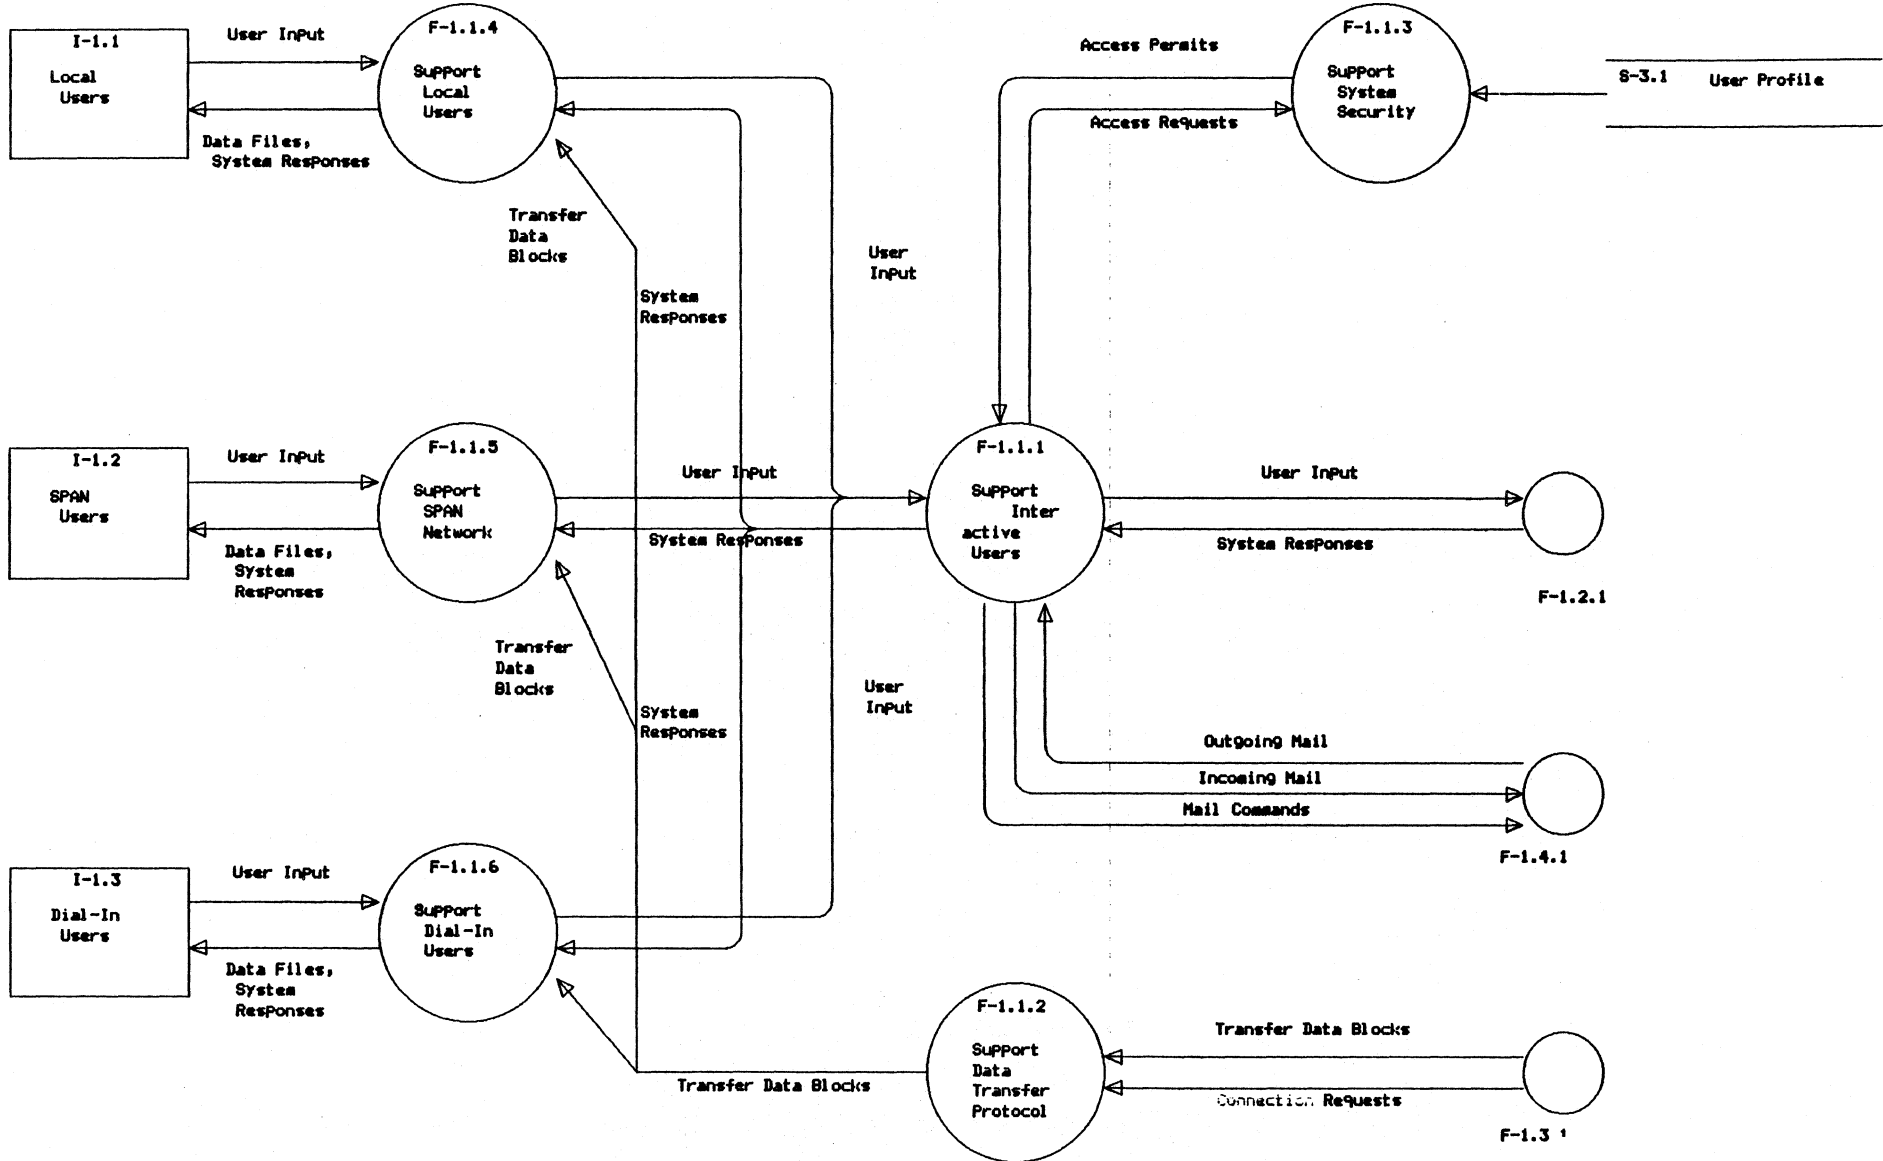 I-1.1
Local
Users
User Input
Data Files,
System Responses
F-1.1.4
Support
Local
Users
Access Permits
Access Requests
F-1.1.3
Support
System
Security
S-3.1 User Profile
Transfer
Data
Blocks
System
Responses
User
Input
I-1.2
SPAN
Users
User Input
Data Files,
System
Responses
F-1.1.5
Support
SPAN
Network
User Input
System Responses
F-1.1.1
Support
Inter
active
Users
User Input
System Responses
F-1.2.1
Transfer
Data
Blocks
System
Responses
User
Input
Outgoing Mail
Incoming Mail
Mail Commands
F-1.4.1
I-1.3
Dial-In
Users
User Input
Data Files,
System
Responses
F-1.1.6
Support
Dial-In
Users
Transfer Data Blocks
F-1.1.2
Support
Data
Transfer
Protocol
Transfer Data Blocks
Connection Requests
F-1.3